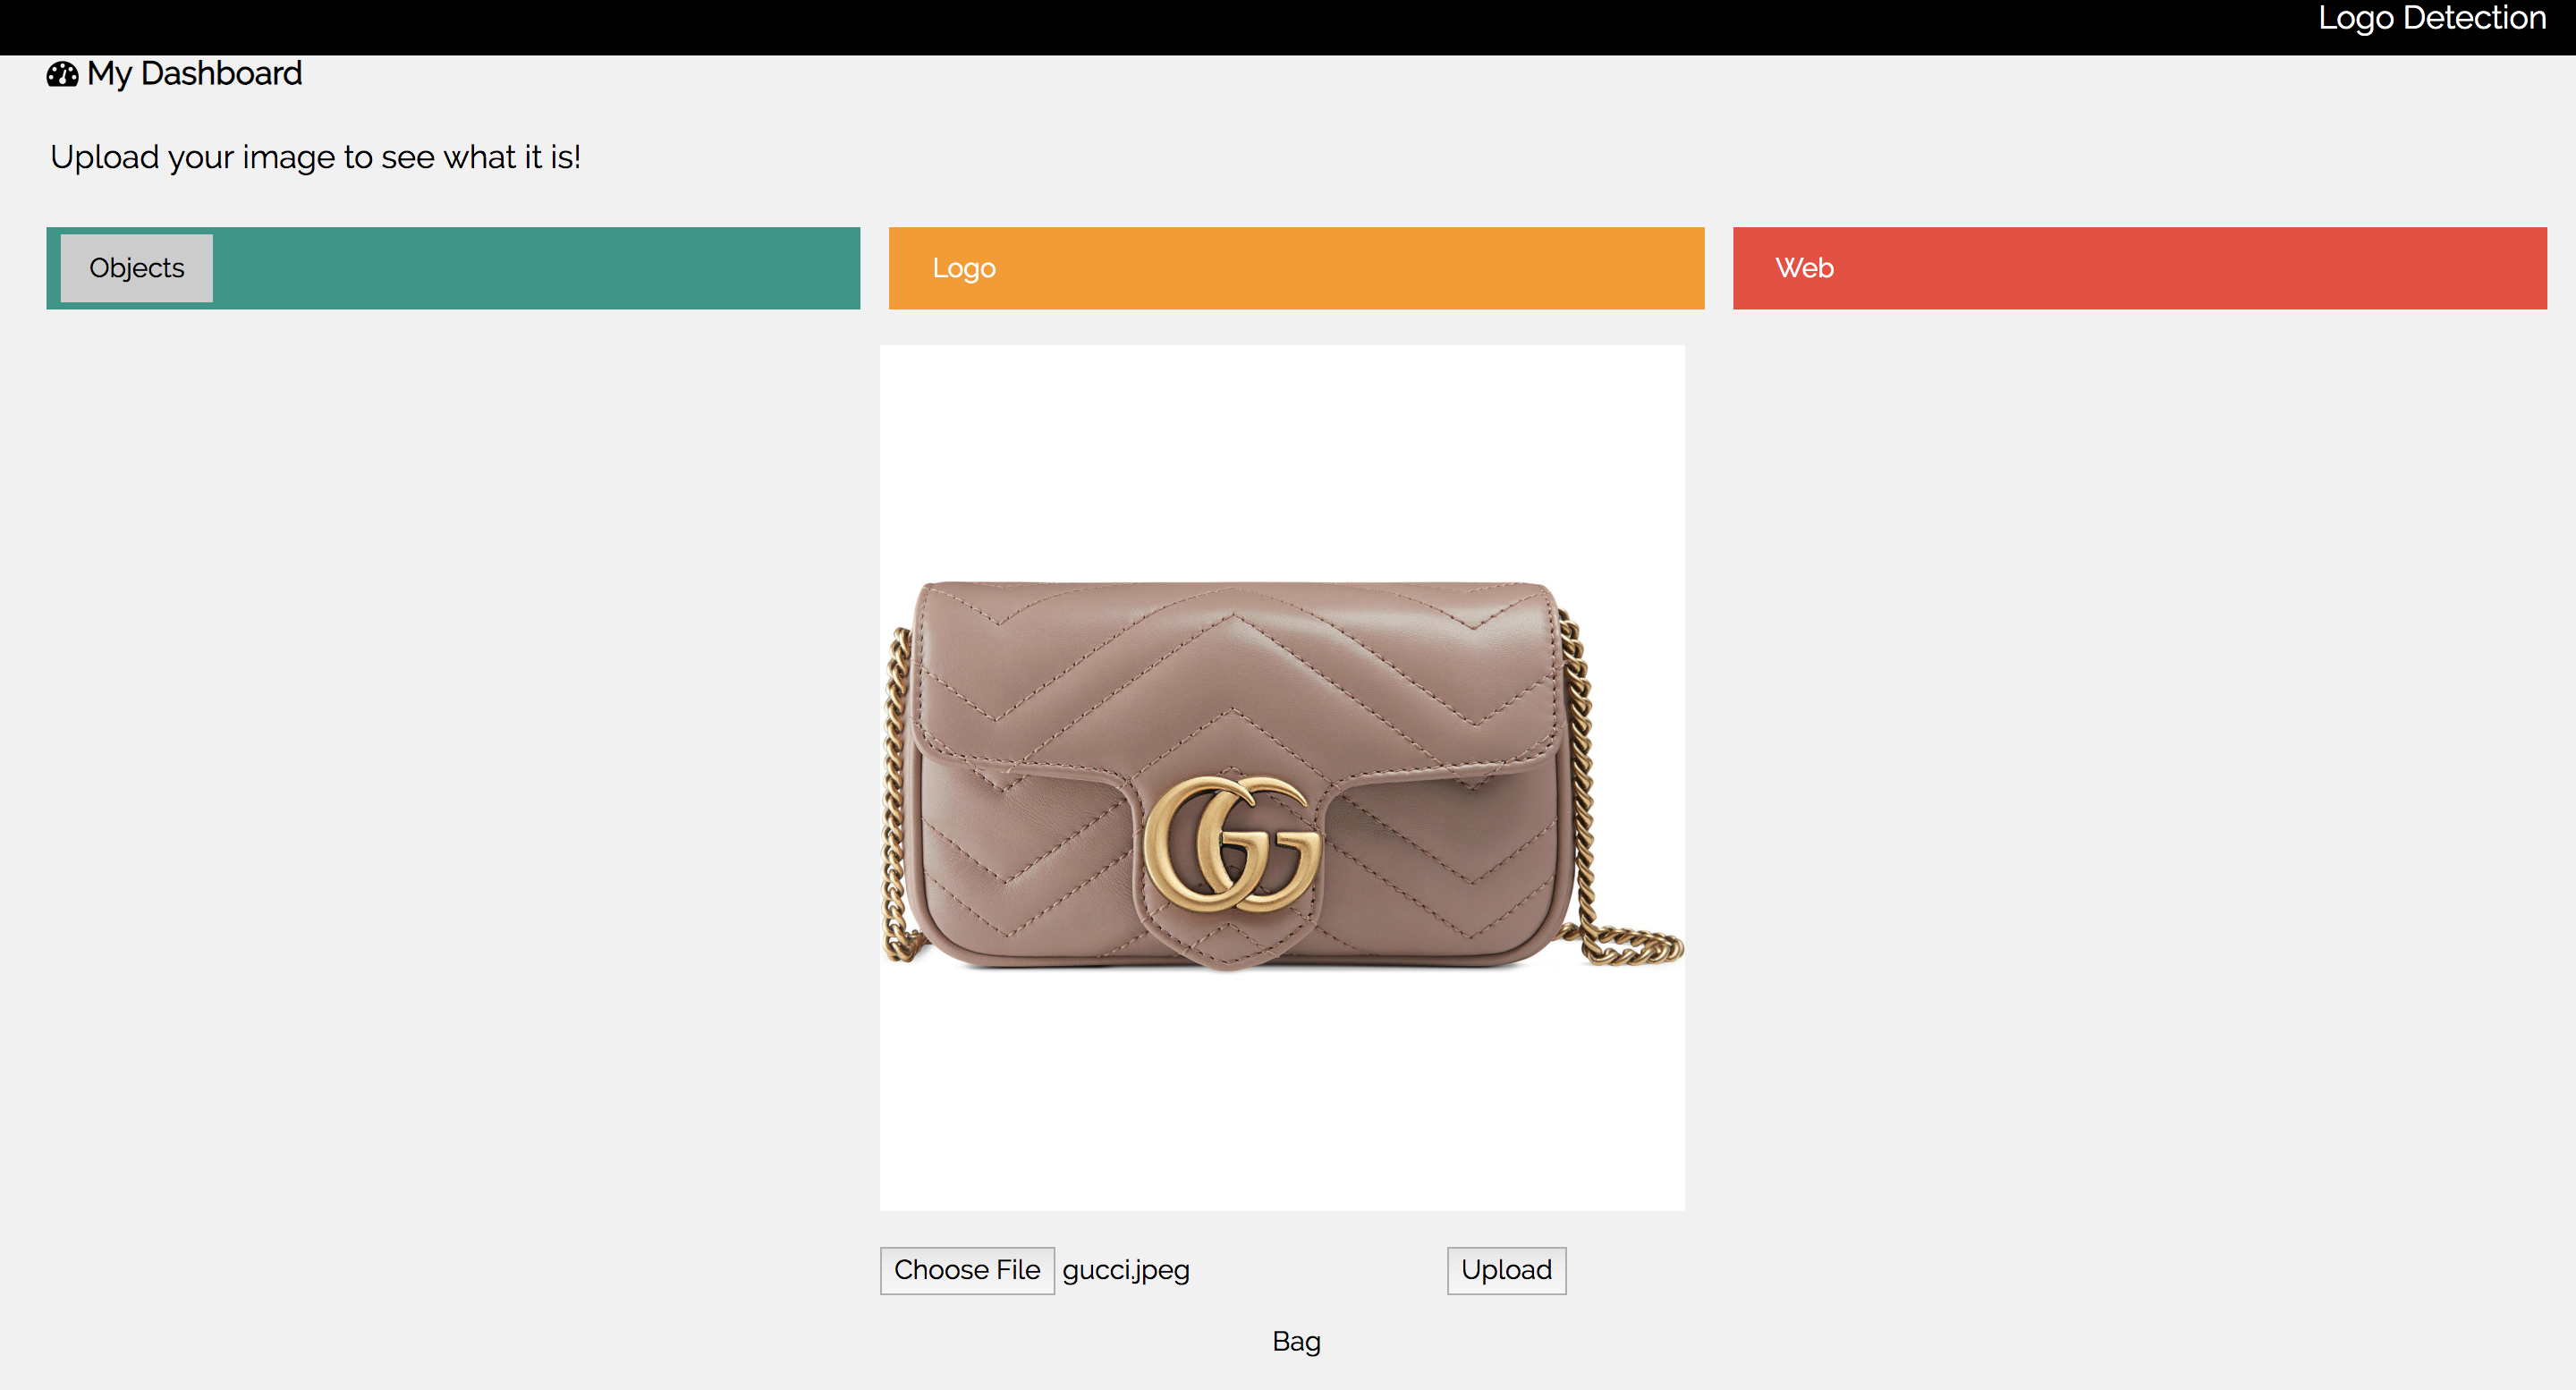 Logo Detection
My Dashboard
Upload your image to see what it is!
Objects
Logo
Web
GG
Choose File gucci.jpeg
Upload
Bag